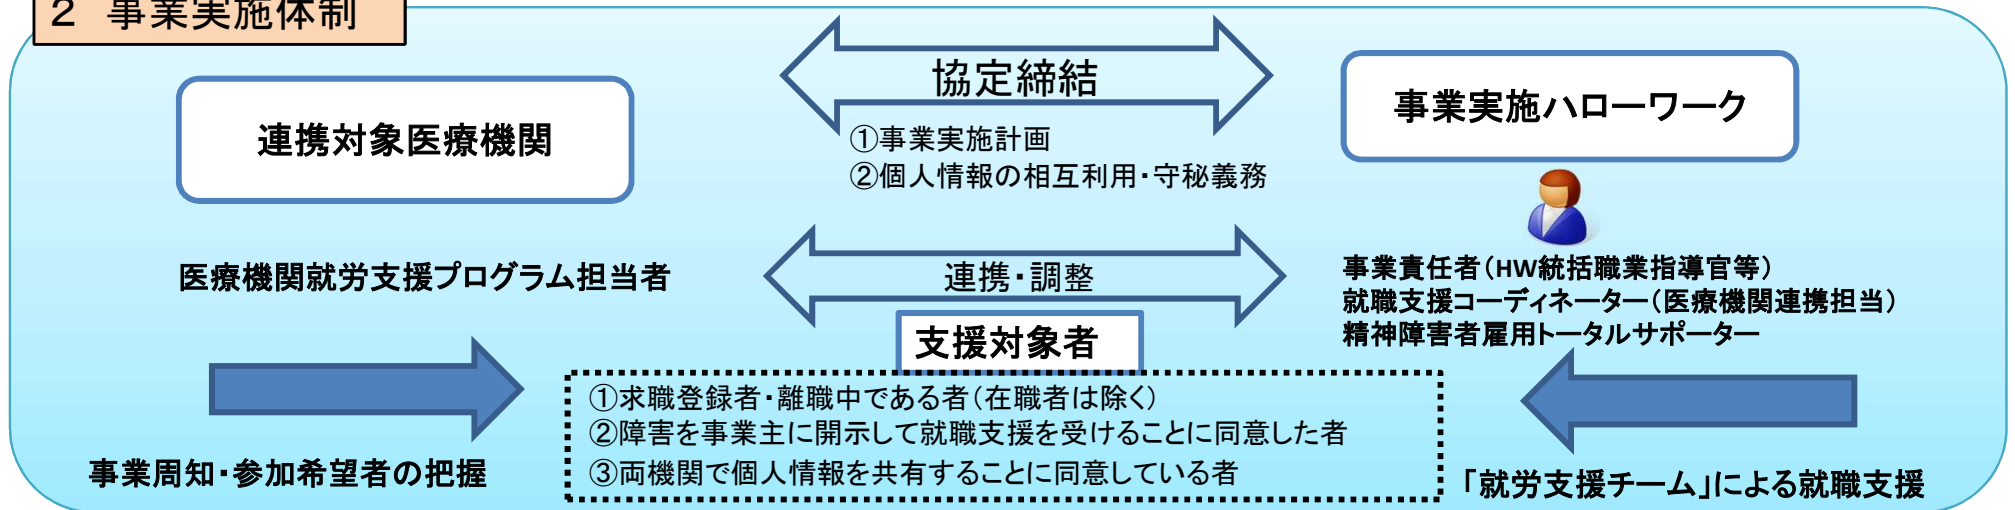 2 事業実施体制
協定締結
連携対象医療機関
事業実施ハローワーク
①事業実施計画
②個人情報の相互利用・守秘義務
医療機関就労支援プログラム担当者
連携・調整
事業責任者（HW統括職業指導官等）
就職支援コーディネーター（医療機関連携担当）
精神障害者雇用トータルサポーター
支援対象者
①求職登録者・離職中である者（在職者は除く）
②障害を事業主に開示して就職支援を受けることに同意した者
③両機関で個人情報を共有することに同意している者
事業周知・参加希望者の把握
「就労支援チーム」による就職支援